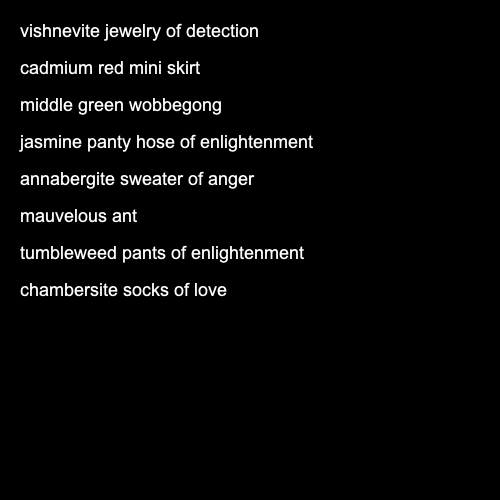 vishnevite jewelry of detection
cadmium red mini skirt
middle green wobbegong
jasmine panty hose of enlightenment
annabergite sweater of anger
mauvelous ant
tumbleweed pants of enlightenment
chambersite socks of love